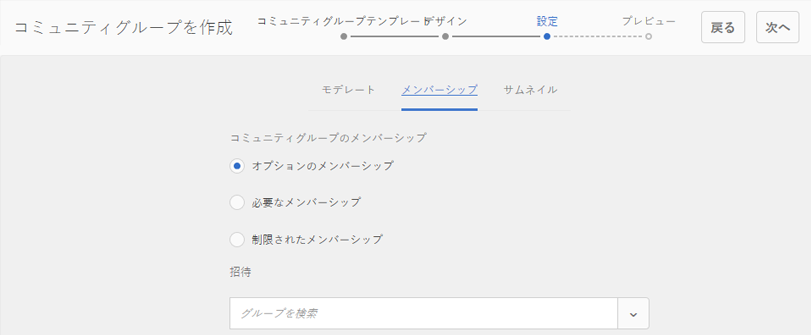 コミュニティグループを作成
コミュニティグループテンプレート
デザイン
設定
プレビュー
戻る
次へ
モデレート
メンバーシップ
サムネイル
コミュニティグループのメンバーシップ
オプションのメンバーシップ
必要なメンバーシップ
制限されたメンバーシップ
招待
グループを検索